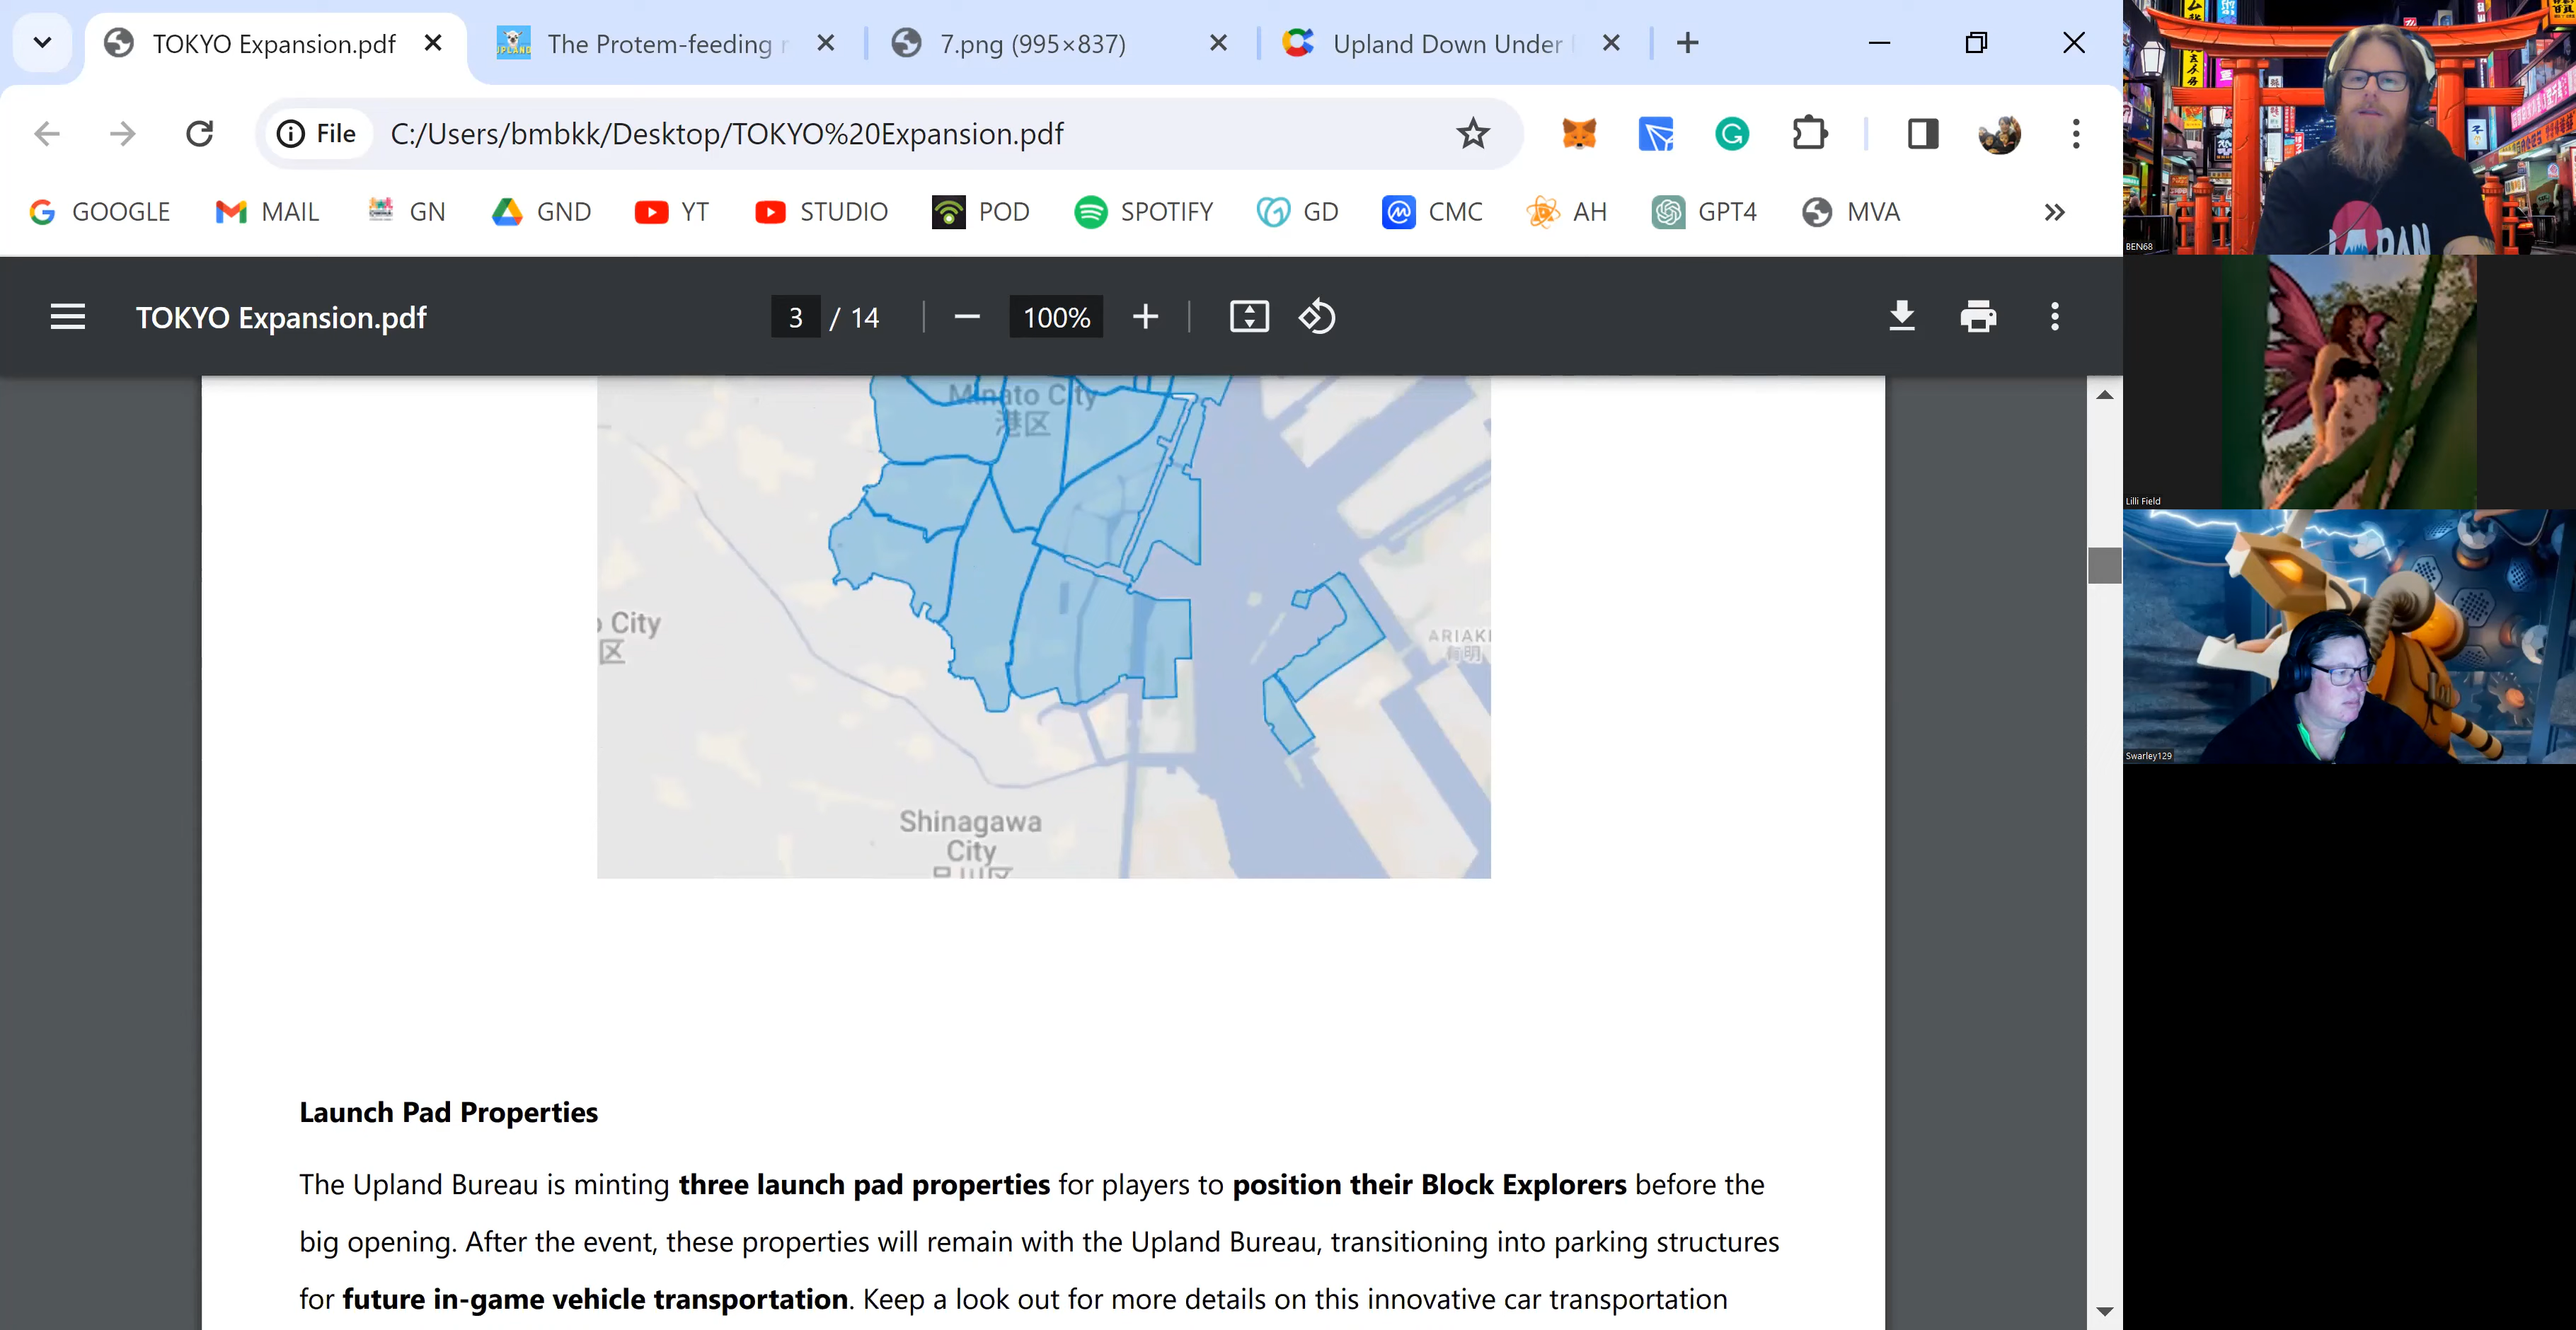 TOKYO Expansion.pdf
The Protem-feeding
7.png (995×837)
Upland Down Under
File
C:/Users/bmbkk/Desktop/TOKYO%20Expansion.pdf
GOOGLE
MAIL
GN
GND
YT
STUDIO
POD
SPOTIFY
GD
CMC
AH
GPT4
MVA
TOKYO Expansion.pdf
3 / 14
100%
Minato City
港区
City
区
ARIAKE
有明
Shinagawa
City
Launch Pad Properties
The Upland Bureau is minting three launch pad properties for players to position their Block Explorers before the
big opening. After the event, these properties will remain with the Upland Bureau, transitioning into parking structures
for future in-game vehicle transportation. Keep a look out for more details on this innovative car transportation
BEN68
JAPAN
Lilli Field
Swarley129